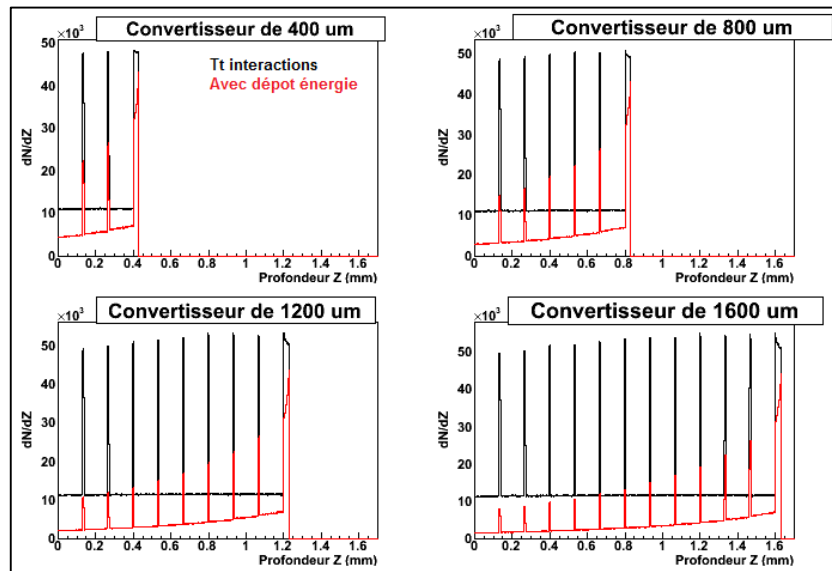 Convertisseur de 400 um
×10³
Tt interactions
Avec dépot énergie
dN/dZ
50
40
30
20
10
0
0 0.2 0.4 0.6 0.8 1 1.2 1.4 1.6
Profondeur Z (mm)
Convertisseur de 800 um
×10³
dN/dZ
50
40
30
20
10
0
0 0.2 0.4 0.6 0.8 1 1.2 1.4 1.6
Profondeur Z (mm)
Convertisseur de 1200 um
×10³
dN/dZ
50
40
30
20
10
0
0 0.2 0.4 0.6 0.8 1 1.2 1.4 1.6
Profondeur Z (mm)
Convertisseur de 1600 um
×10³
dN/dZ
50
40
30
20
10
0
0 0.2 0.4 0.6 0.8 1 1.2 1.4 1.6
Profondeur Z (mm)